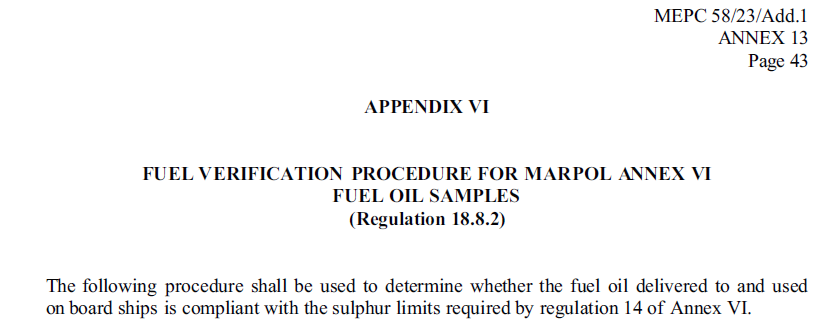 MEPC 58/23/Add.1
ANNEX 13
Page 43
APPENDIX VI
FUEL VERIFICATION PROCEDURE FOR MARPOL ANNEX VI
FUEL OIL SAMPLES
(Regulation 18.8.2)
The following procedure shall be used to determine whether the fuel oil delivered to and used
on board ships is compliant with the sulphur limits required by regulation 14 of Annex VI.